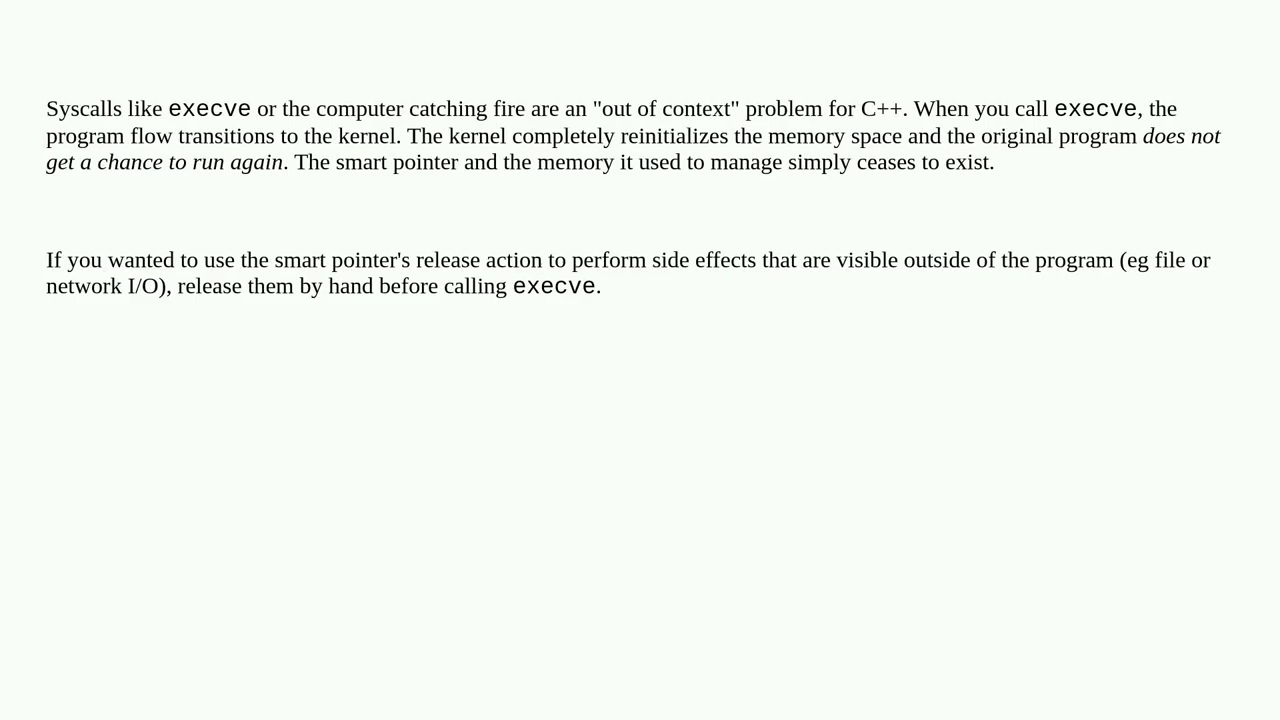 Syscalls like execve or the computer catching fire are an "out of context" problem for C++. When you call execve, the
program flow transitions to the kernel. The kernel completely reinitializes the memory space and the original program does not
get a chance to run again. The smart pointer and the memory it used to manage simply ceases to exist.
If you wanted to use the smart pointer's release action to perform side effects that are visible outside of the program (eg file or
network I/O), release them by hand before calling execve.